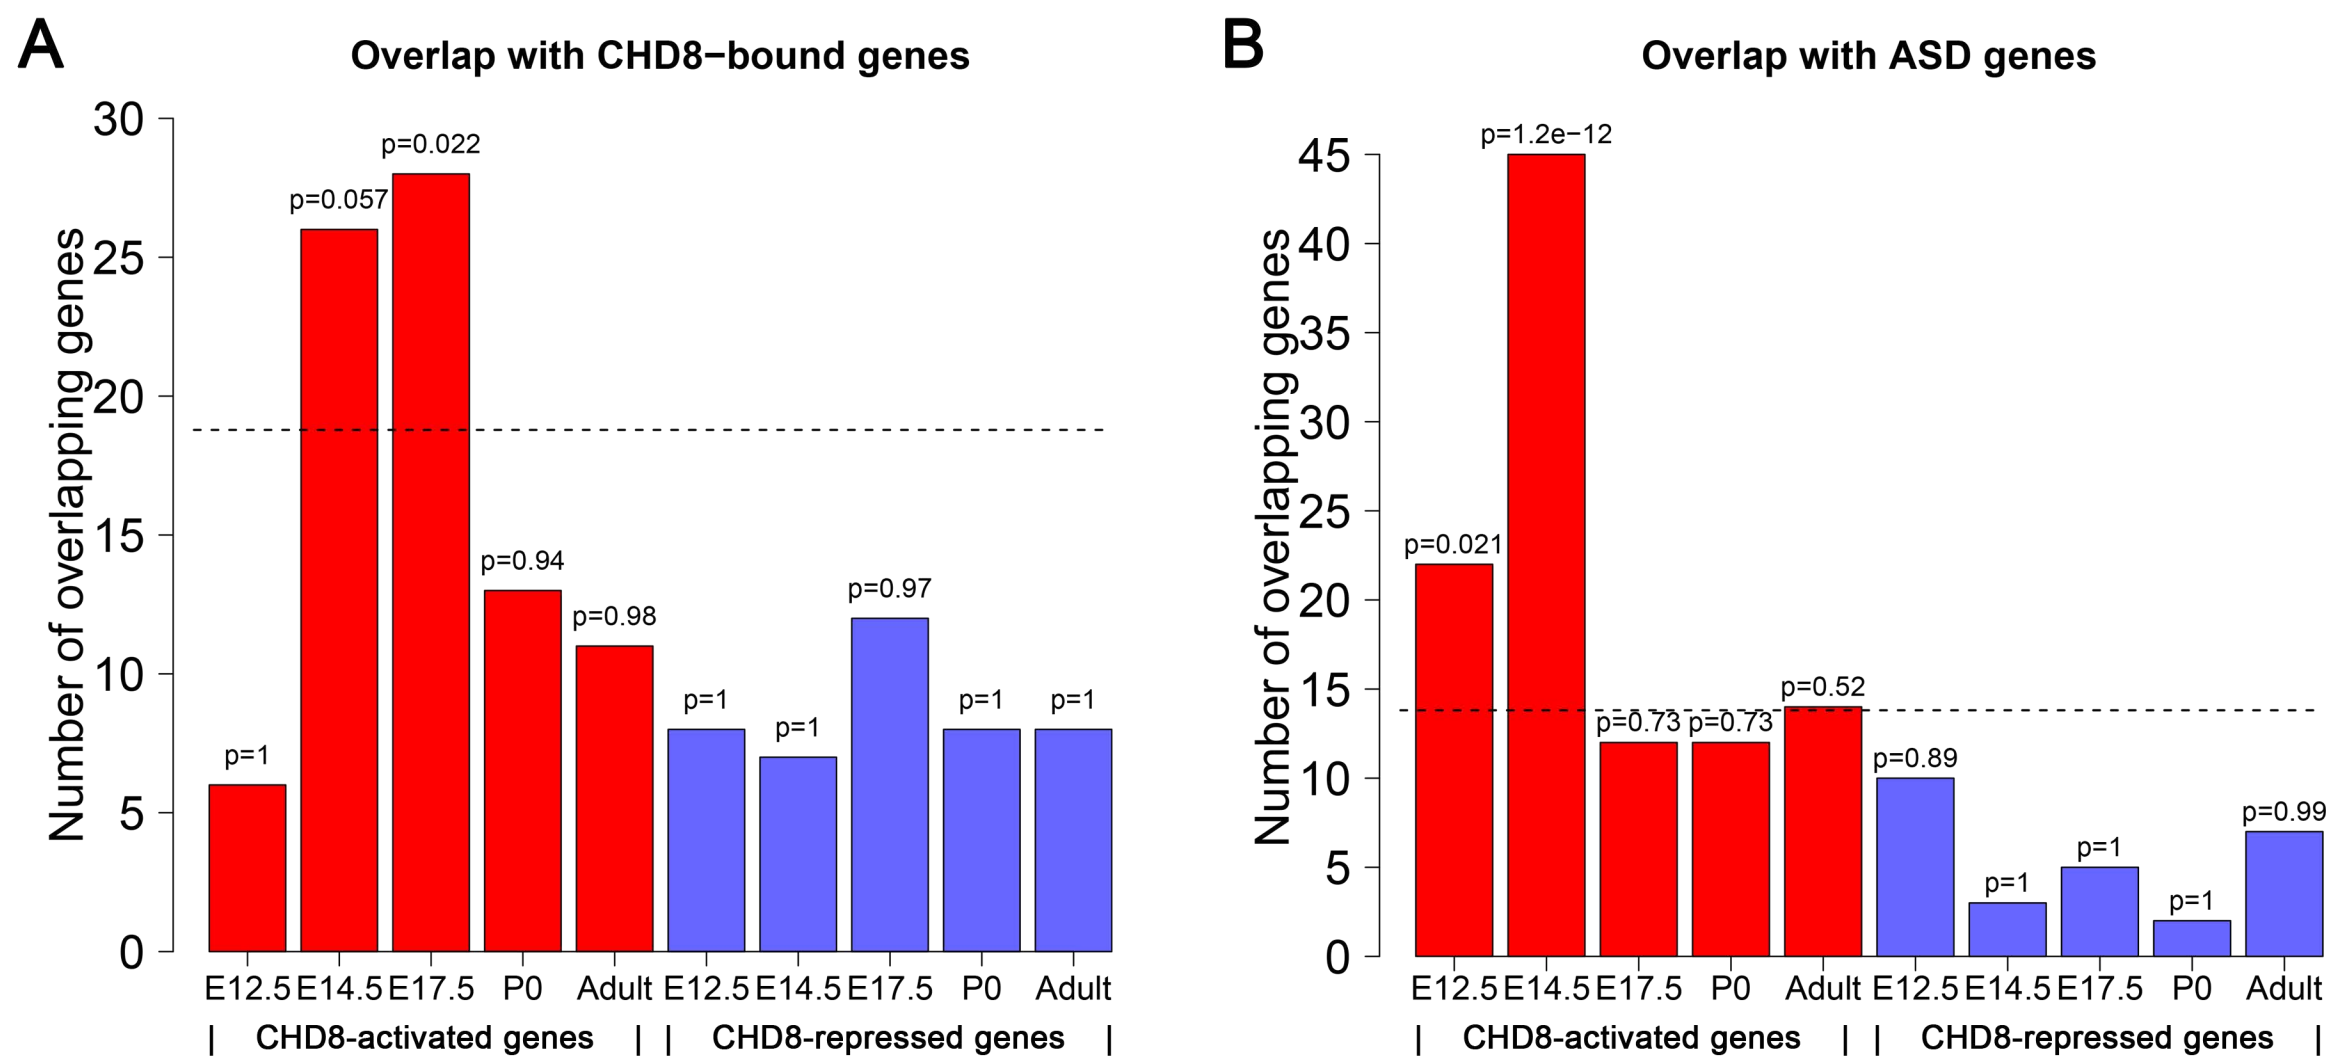 A
Overlap with CHD8−bound genes
Number of overlapping genes
30
25
20
15
10
5
0
p=1
p=0.057
p=0.022
p=0.94
p=0.98
p=1
p=1
p=0.97
p=1
p=1
E12.5 E14.5 E17.5 P0 Adult E12.5 E14.5 E17.5 P0 Adult
| CHD8-activated genes | | CHD8-repressed genes |
B
Overlap with ASD genes
Number of overlapping genes
45
40
35
30
25
20
15
10
5
0
p=0.021
p=1.2e−12
p=0.73
p=0.73
p=0.52
p=0.89
p=1
p=1
p=1
p=0.99
E12.5 E14.5 E17.5 P0 Adult E12.5 E14.5 E17.5 P0 Adult
| CHD8-activated genes | | CHD8-repressed genes |